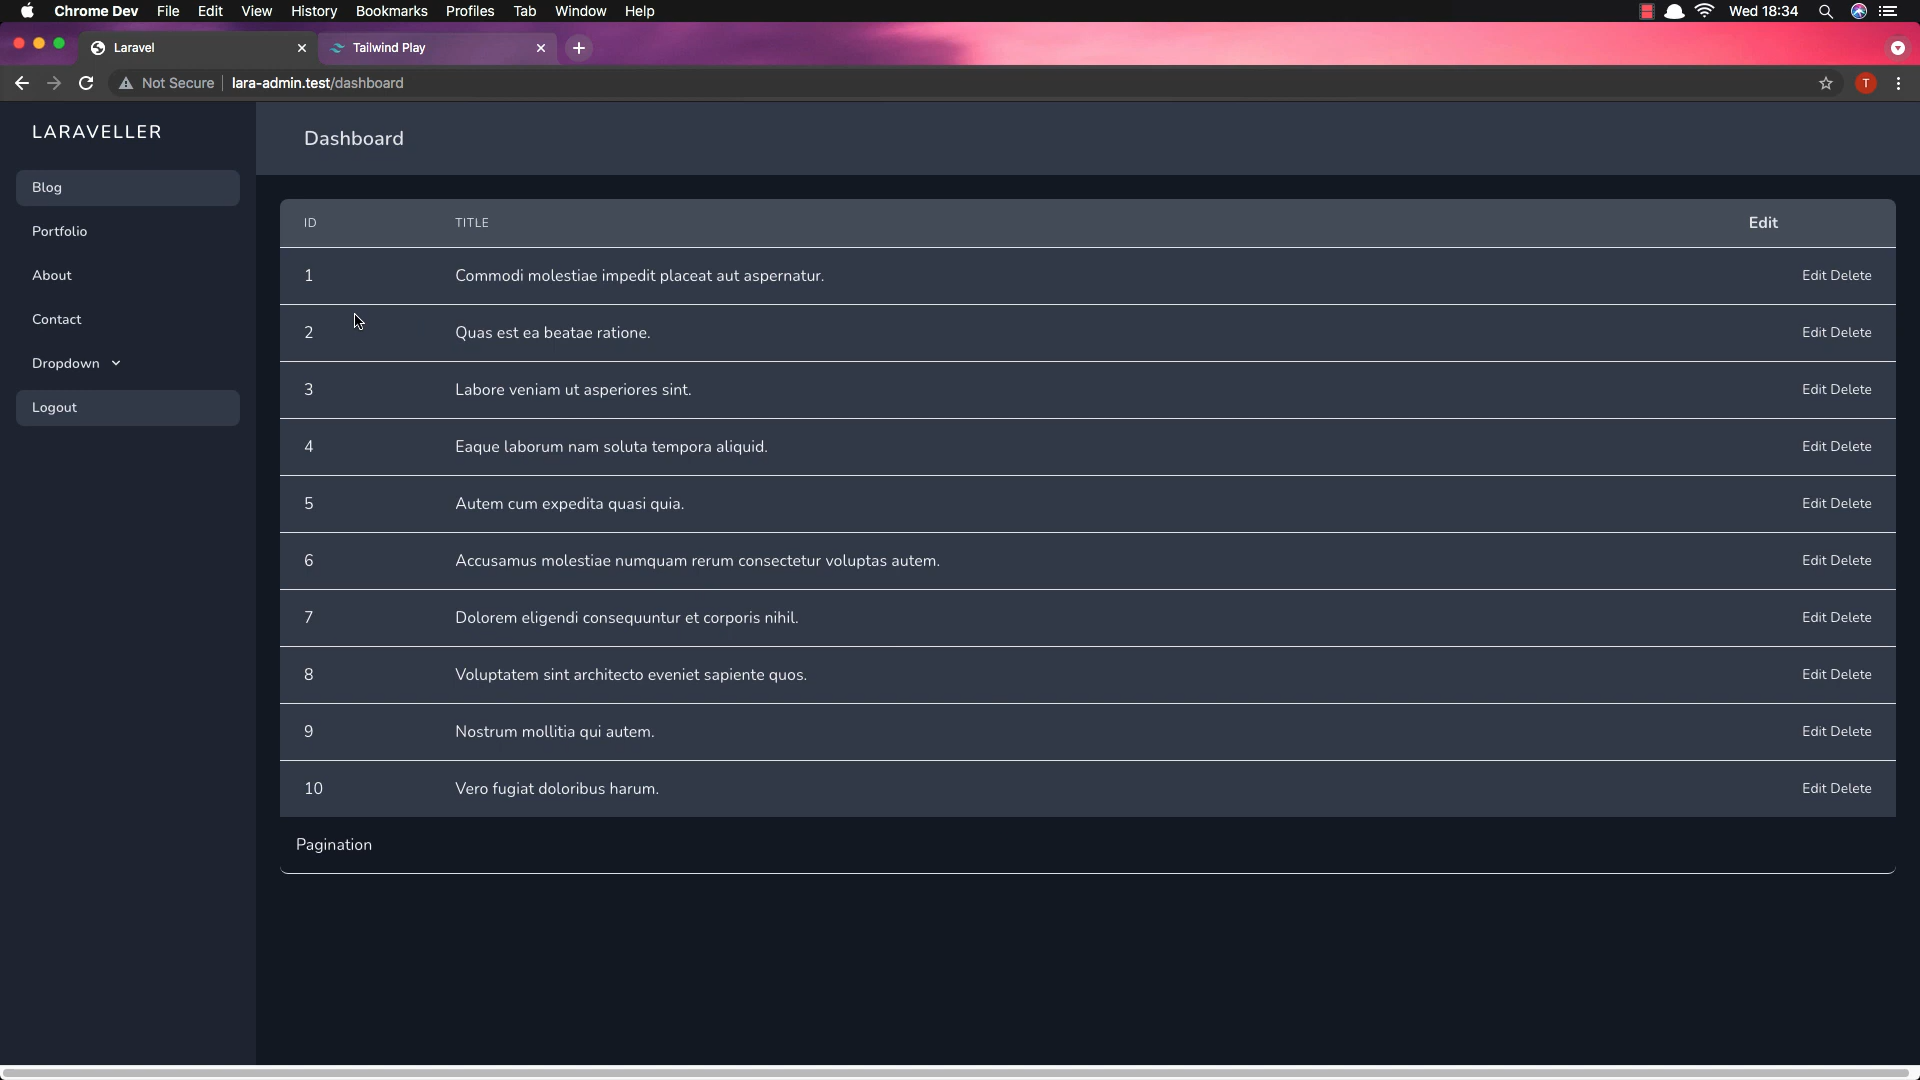 Chrome Dev File Edit View History Bookmarks Profiles Tab Window Help Wed 18:34
Laravel Tailwind Play
Not Secure lara-admin.test/dashboard T
LARAVELLER
Dashboard
Blog
Portfolio
About
Contact
Dropdown
Logout
ID TITLE Edit
1 Commodi molestiae impedit placeat aut aspernatur. Edit Delete
2 Quas est ea beatae ratione. Edit Delete
3 Labore veniam ut asperiores sint. Edit Delete
4 Eaque laborum nam soluta tempora aliquid. Edit Delete
5 Autem cum expedita quasi quia. Edit Delete
6 Accusamus molestiae numquam rerum consectetur voluptas autem. Edit Delete
7 Dolorem eligendi consequuntur et corporis nihil. Edit Delete
8 Voluptatem sint architecto eveniet sapiente quos. Edit Delete
9 Nostrum mollitia qui autem. Edit Delete
10 Vero fugiat doloribus harum. Edit Delete
Pagination